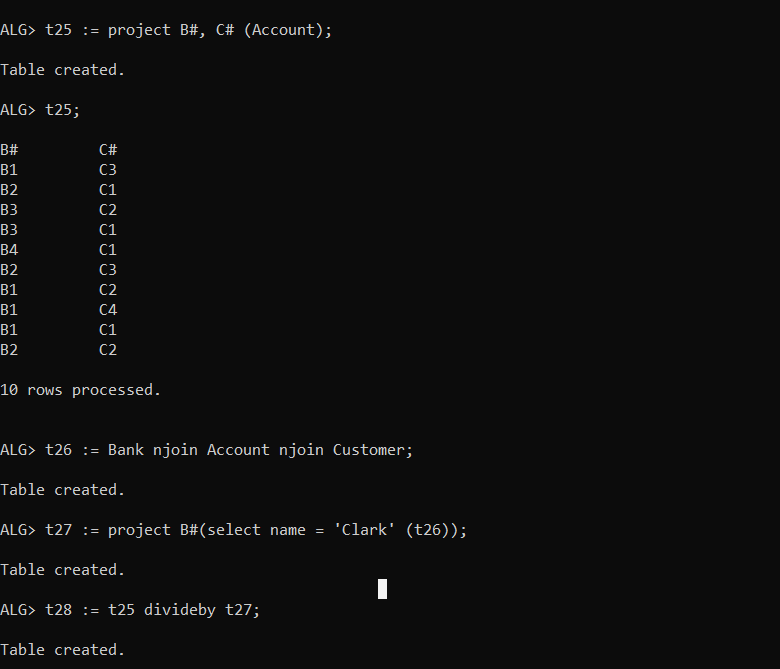 ALG> t25 := project B#, C# (Account);
Table created.
ALG> t25;
B# C#
B1 C3
B2 C1
B3 C2
B3 C1
B4 C1
B2 C3
B1 C2
B1 C4
B1 C1
B2 C2
10 rows processed.
ALG> t26 := Bank njoin Account njoin Customer;
Table created.
ALG> t27 := project B#(select name = 'Clark' (t26));
Table created.
ALG> t28 := t25 divideby t27;
Table created.